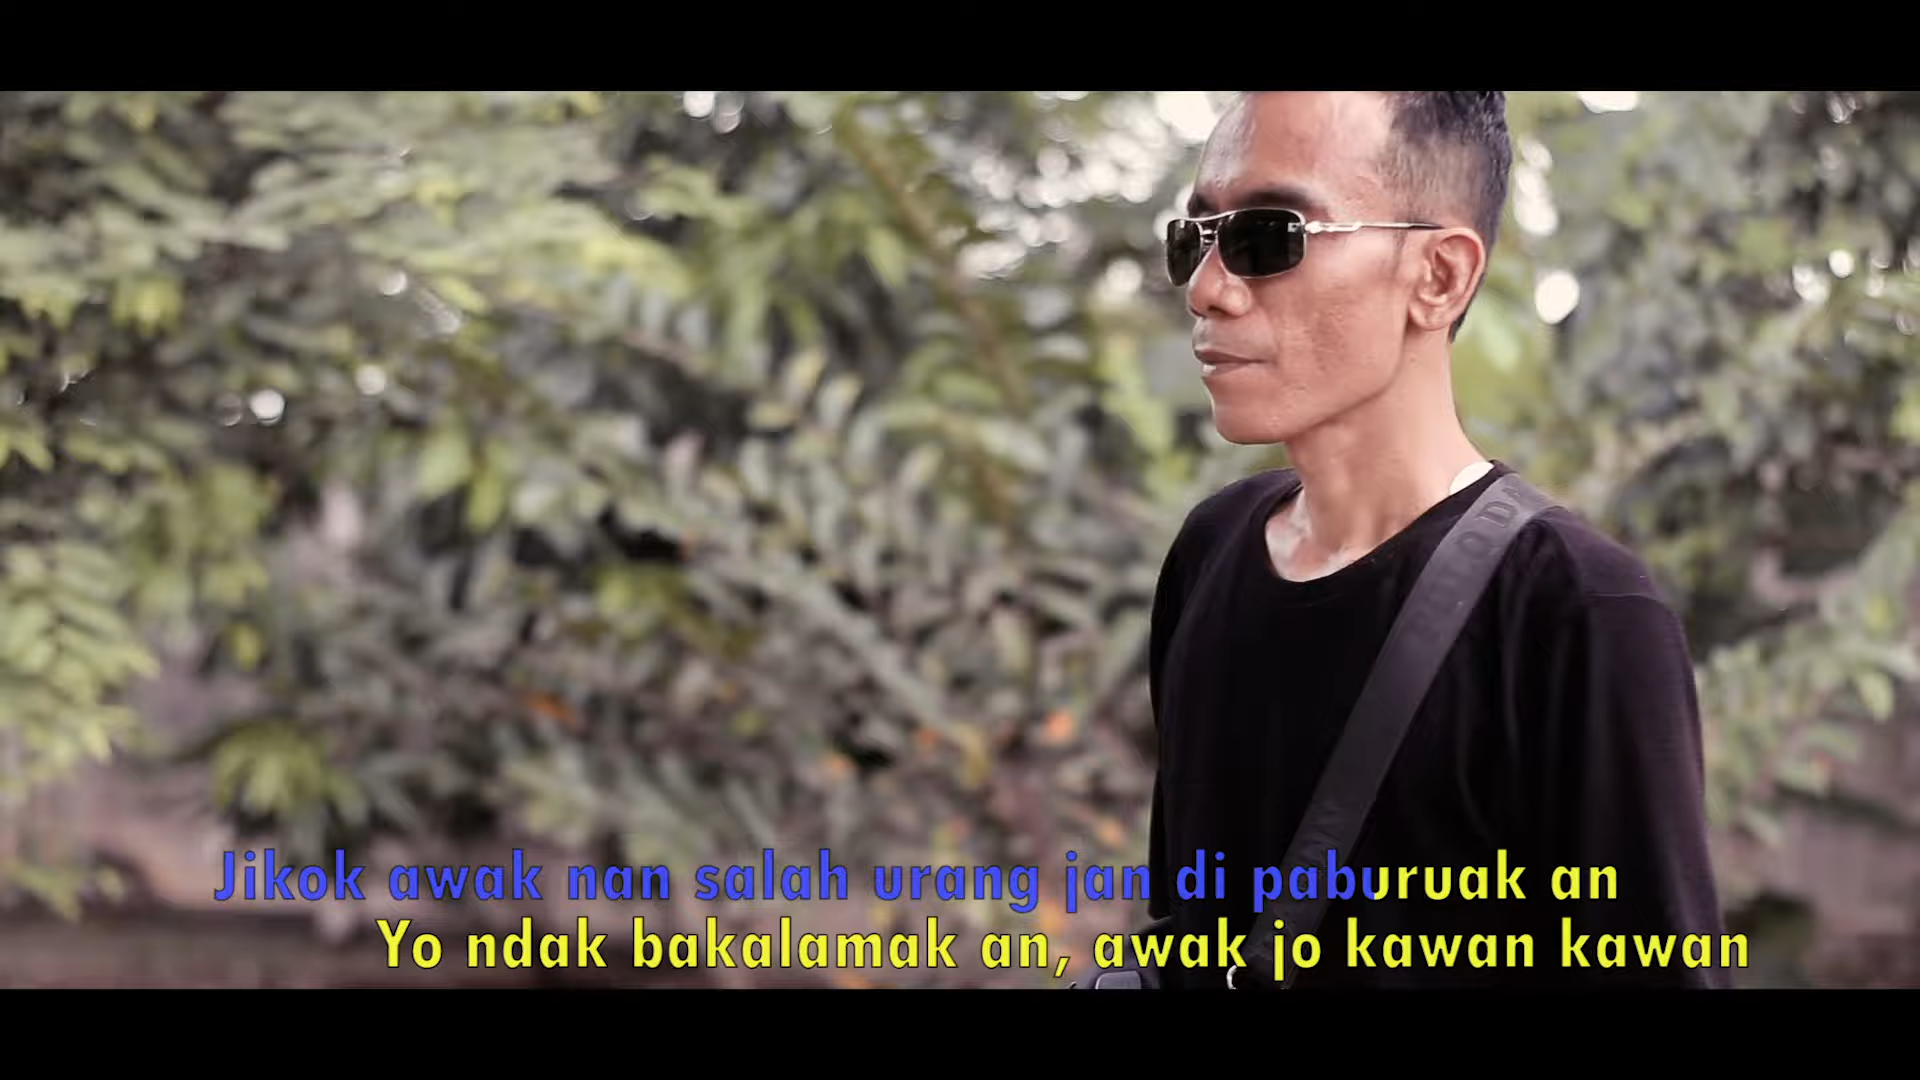 Jikok awak nan salah urang jan di paburuak an
Yo ndak bakalamak an, awak jo kawan kawan